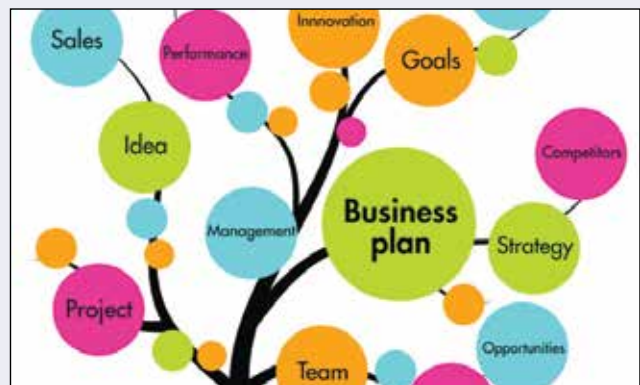 Innnovation
Sales
Performance
Goals
Idea
Competitors
Business
plan
Management
Strategy
Project
Opportunities
Team